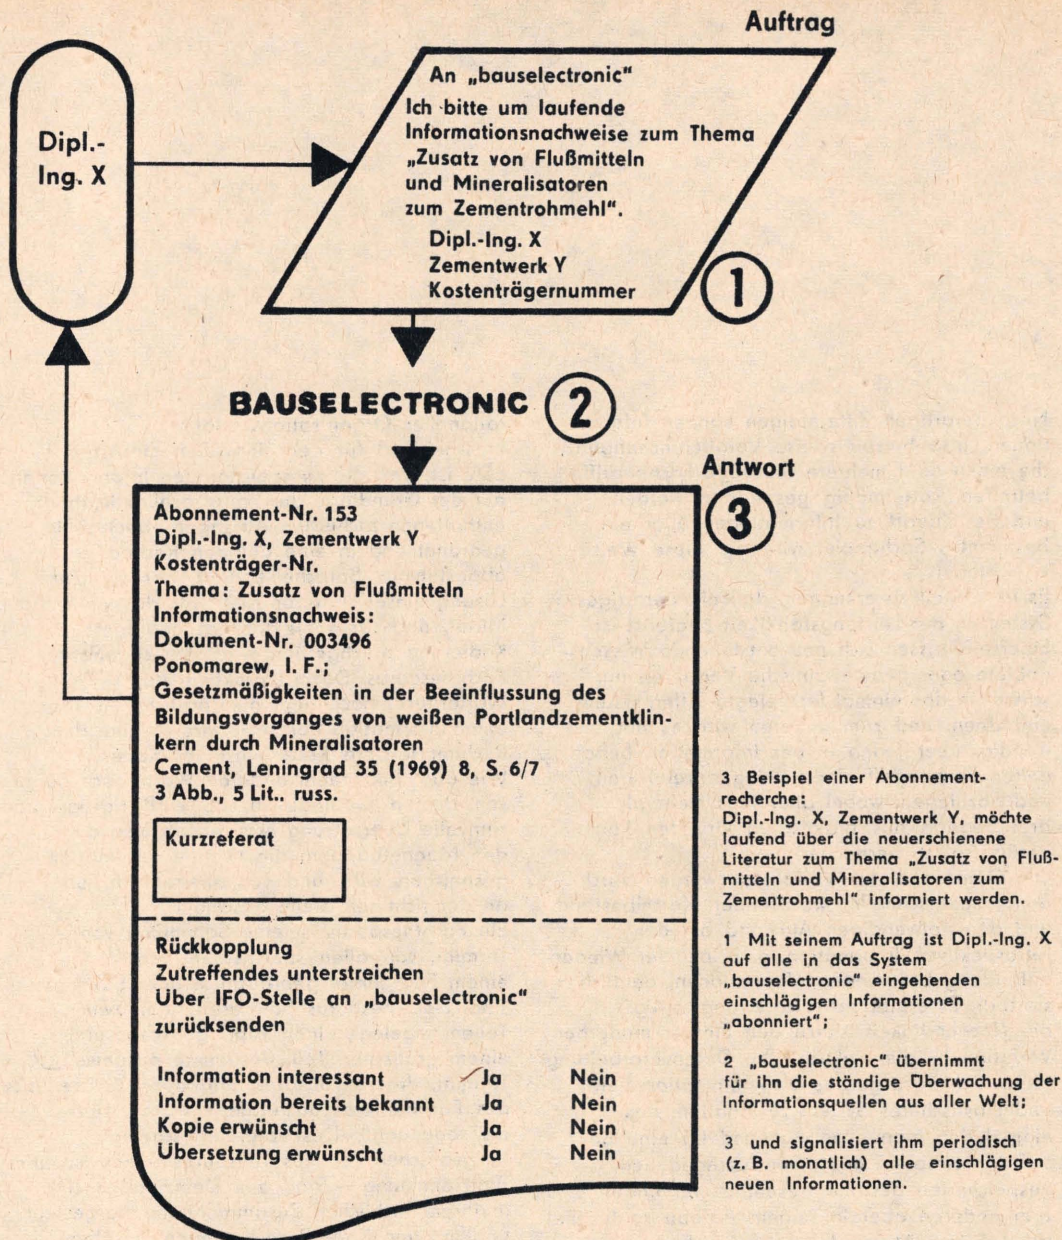 Auftrag
Dipl.-
Ing. X
An „bauselectronic“
Ich bitte um laufende
Informationsnachweise zum Thema
„Zusatz von Flußmitteln
und Mineralisatoren
zum Zementrohmehl“.
Dipl.-Ing. X
Zementwerk Y
Kostenträgernummer
1
BAUSELECTRONIC 2
Antwort
3
Abonnement-Nr. 153
Dipl.-Ing. X, Zementwerk Y
Kostenträger-Nr.
Thema: Zusatz von Flußmitteln
Informationsnachweis:
Dokument-Nr. 003496
Ponomarew, I. F.;
Gesetzmäßigkeiten in der Beeinflussung des
Bildungsvorganges von weißen Portlandzementklin-
kern durch Mineralisatoren
Cement, Leningrad 35 (1969) 8, S. 6/7
3 Abb., 5 Lit.. russ.
Kurzreferat
Rückkopplung
Zutreffendes unterstreichen
Über IFO-Stelle an „bauselectronic“
zurücksenden
Information interessant Ja Nein
Information bereits bekannt Ja Nein
Kopie erwünscht Ja Nein
Übersetzung erwünscht Ja Nein
3 Beispiel einer Abonnement-
recherche:
Dipl.-Ing. X, Zementwerk Y, möchte
laufend über die neuerschienene
Literatur zum Thema „Zusatz von Fluß-
mitteln und Mineralisatoren zum
Zementrohmehl“ informiert werden.
1 Mit seinem Auftrag ist Dipl.-Ing. X
auf alle in das System
„bauselectronic“ eingehenden
einschlägigen Informationen
„abonniert“;
2 „bauselectronic“ übernimmt
für ihn die ständige Überwachung der
Informationsquellen aus aller Welt;
3 und signalisiert ihm periodisch
(z. B. monatlich) alle einschlägigen
neuen Informationen.